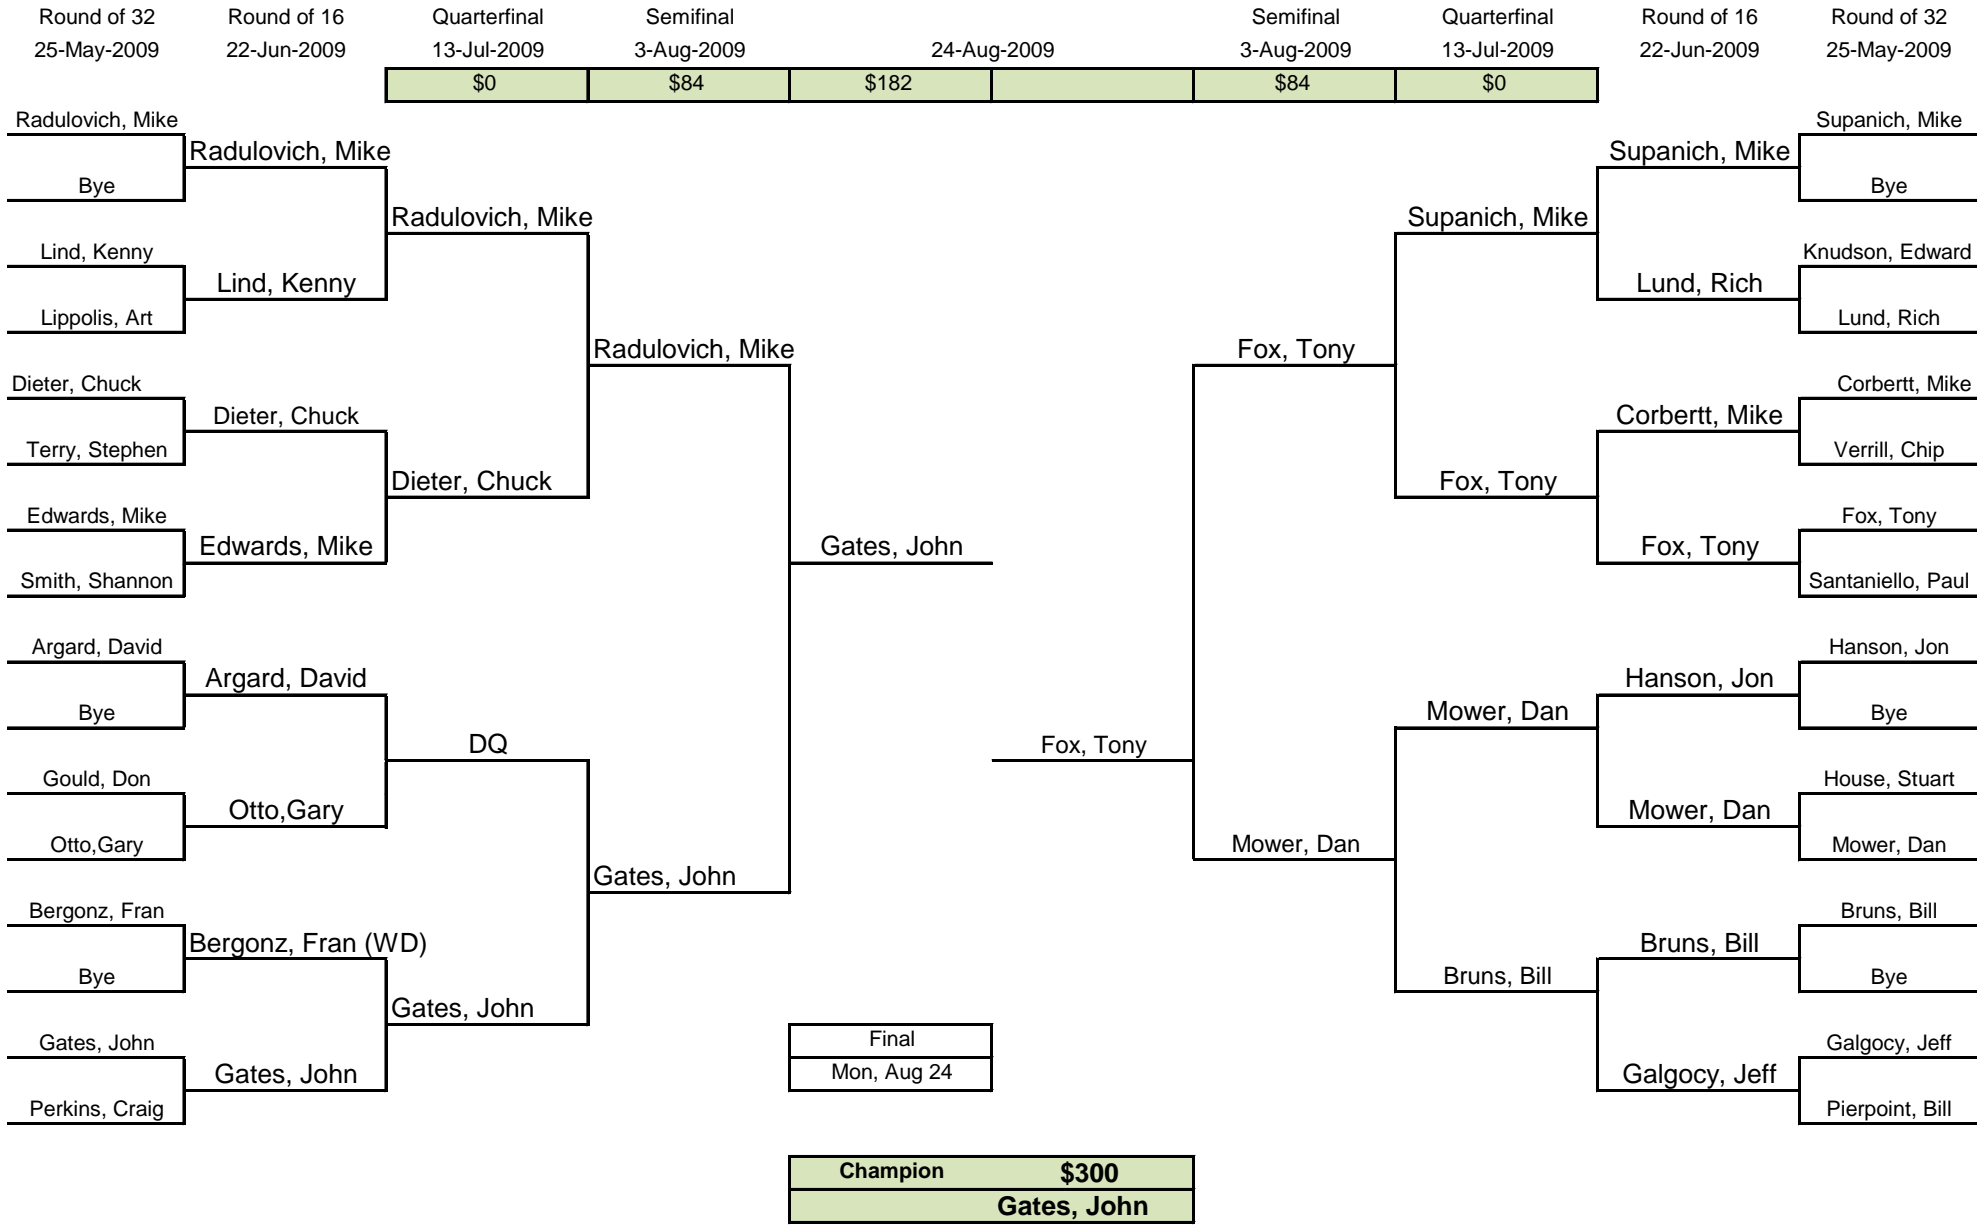 Round of 32 Round of 16 Quarterfinal Semifinal Semifinal Quarterfinal Round of 16 Round of 32
25-May-2009 22-Jun-2009 13-Jul-2009 3-Aug-2009 24-Aug-2009 3-Aug-2009 13-Jul-2009 22-Jun-2009 25-May-2009
$0 $84 $182 $84 $0
Radulovich, Mike Supanich, Mike
Radulovich, Mike Supanich, Mike
Bye Bye
Radulovich, Mike Supanich, Mike
Lind, Kenny Knudson, Edward
Lind, Kenny Lund, Rich
Lippolis, Art Lund, Rich
Radulovich, Mike Fox, Tony
Dieter, Chuck Corbertt, Mike
Dieter, Chuck Corbertt, Mike
Terry, Stephen Verrill, Chip
Dieter, Chuck Fox, Tony
Edwards, Mike Fox, Tony
Edwards, Mike Gates, John Fox, Tony
Smith, Shannon Santaniello, Paul
Argard, David Hanson, Jon
Argard, David Hanson, Jon
Bye Mower, Dan Bye
DQ Fox, Tony
Gould, Don House, Stuart
Otto,Gary Mower, Dan
Otto,Gary Mower, Dan Mower, Dan
Gates, John
Bergonz, Fran Bruns, Bill
Bergonz, Fran (WD) Bruns, Bill
Bye Bruns, Bill Bye
Gates, John
Gates, John Final Galgocy, Jeff
Gates, John Mon, Aug 24 Galgocy, Jeff
Perkins, Craig Pierpoint, Bill
Champion $300
Gates, John